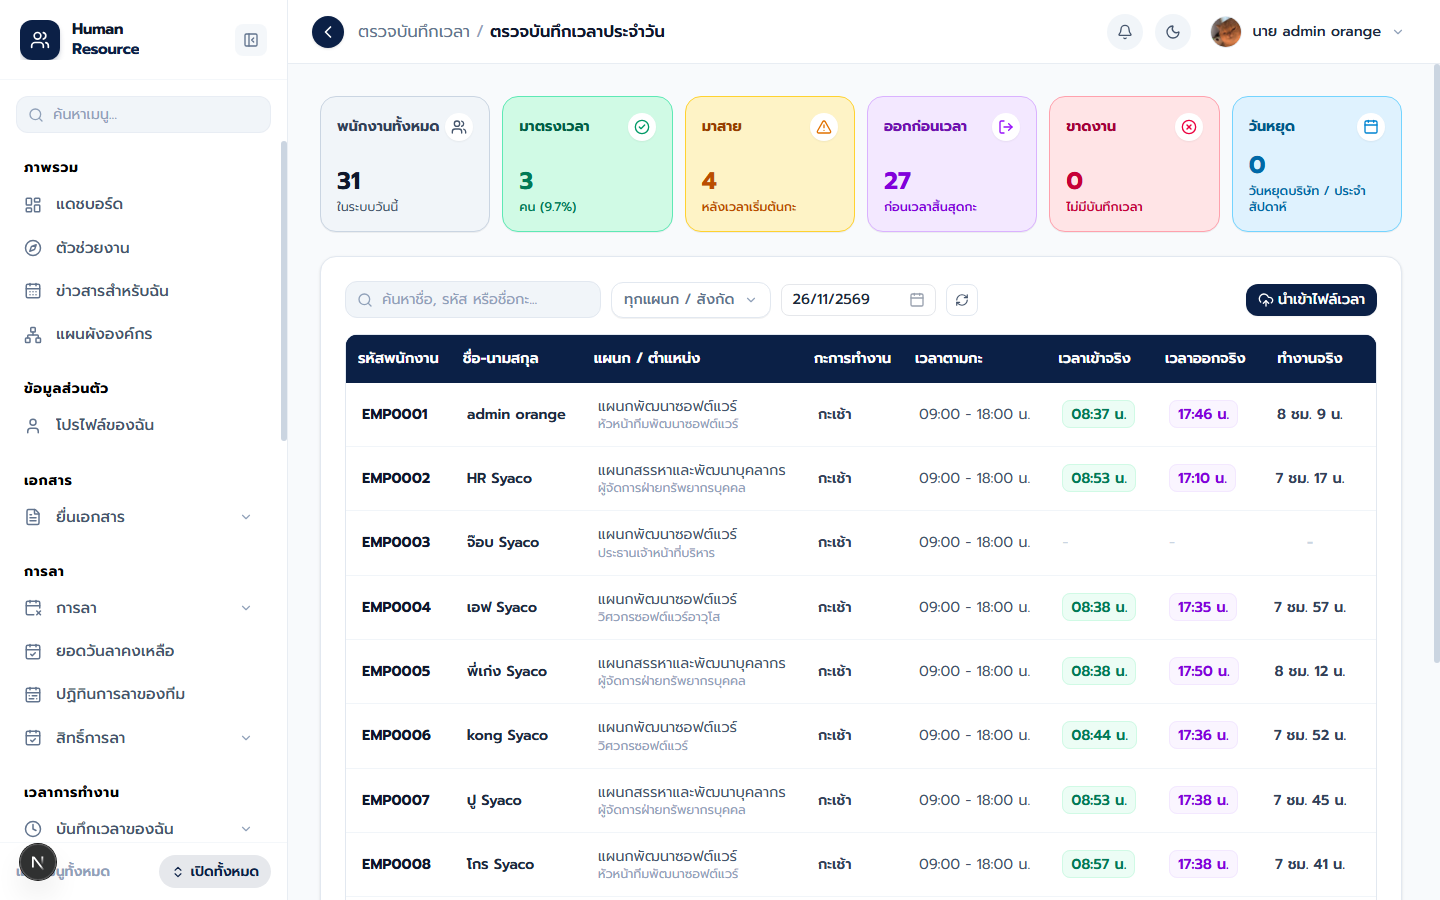 Human
Resource
ตรวจบันทึกเวลา / ตรวจบันทึกเวลาประจำวัน
นาย admin orange
ค้นหาเมนู...
ภาพรวม
แดชบอร์ด
ตัวช่วยงาน
ข่าวสารสำหรับฉัน
แผนผังองค์กร
ข้อมูลส่วนตัว
โปรไฟล์ของฉัน
เอกสาร
ยื่นเอกสาร
การลา
การลา
ยอดวันลาคงเหลือ
ปฏิทินการลาของทีม
สิทธิ์การลา
เวลาการทำงาน
บันทึกเวลาของฉัน
N
นูทั้งหมด
เปิดทั้งหมด
พนักงานทั้งหมด
31
ในระบบวันนี้
มาตรงเวลา
3
คน (9.7%)
มาสาย
4
หลังเวลาเริ่มต้นกะ
ออกก่อนเวลา
27
ก่อนเวลาสิ้นสุดกะ
ขาดงาน
0
ไม่มีบันทึกเวลา
วันหยุด
0
วันหยุดบริษัท / ประจำ
สัปดาห์
ค้นหาชื่อ, รหัส หรือชื่อกะ...
ทุกแผนก / สังกัด
26/11/2569
นำเข้าไฟล์เวลา
รหัสพนักงาน ชื่อ-นามสกุล แผนก / ตำแหน่ง กะการทำงาน เวลาตามกะ เวลาเข้าจริง เวลาออกจริง ทำงานจริง
EMP0001 admin orange แผนกพัฒนาซอฟต์แวร์ กะเช้า 09:00 - 18:00 น. 08:37 น. 17:46 น. 8 ชม. 9 น.
หัวหน้าทีมพัฒนาซอฟต์แวร์
EMP0002 HR Syaco แผนกสรรหาและพัฒนาบุคลากร กะเช้า 09:00 - 18:00 น. 08:53 น. 17:10 น. 7 ชม. 17 น.
ผู้จัดการฝ่ายทรัพยากรบุคคล
EMP0003 จ๊อบ Syaco แผนกพัฒนาซอฟต์แวร์ กะเช้า 09:00 - 18:00 น. - - -
ประธานเจ้าหน้าที่บริหาร
EMP0004 เอฟ Syaco แผนกพัฒนาซอฟต์แวร์ กะเช้า 09:00 - 18:00 น. 08:38 น. 17:35 น. 7 ชม. 57 น.
วิศวกรซอฟต์แวร์อาวุโส
EMP0005 พี่เก่ง Syaco แผนกสรรหาและพัฒนาบุคลากร กะเช้า 09:00 - 18:00 น. 08:38 น. 17:50 น. 8 ชม. 12 น.
ผู้จัดการฝ่ายทรัพยากรบุคคล
EMP0006 kong Syaco แผนกพัฒนาซอฟต์แวร์ กะเช้า 09:00 - 18:00 น. 08:44 น. 17:36 น. 7 ชม. 52 น.
วิศวกรซอฟต์แวร์
EMP0007 ปู Syaco แผนกสรรหาและพัฒนาบุคลากร กะเช้า 09:00 - 18:00 น. 08:53 น. 17:38 น. 7 ชม. 45 น.
ผู้จัดการฝ่ายทรัพยากรบุคคล
EMP0008 โกร Syaco แผนกพัฒนาซอฟต์แวร์ กะเช้า 09:00 - 18:00 น. 08:57 น. 17:38 น. 7 ชม. 41 น.
หัวหน้าทีมพัฒนาซอฟต์แวร์